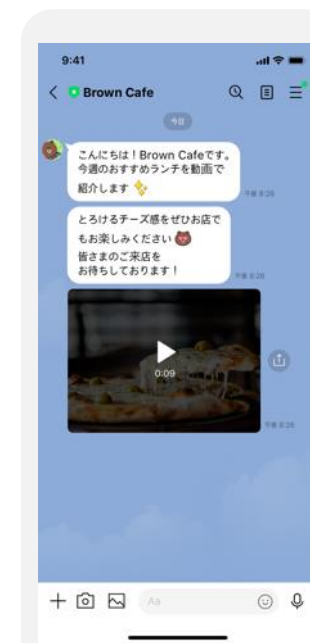 9:41
Brown Cafe
今日
こんにちは！Brown Cafeです。
今週のおすすめランチを動画で
紹介します
午後 8:26
とろけるチーズ感をぜひお店で
もお楽しみください
皆さまのご来店を
お待ちしております！
午後 8:26
0:09
午後 8:26
Aa